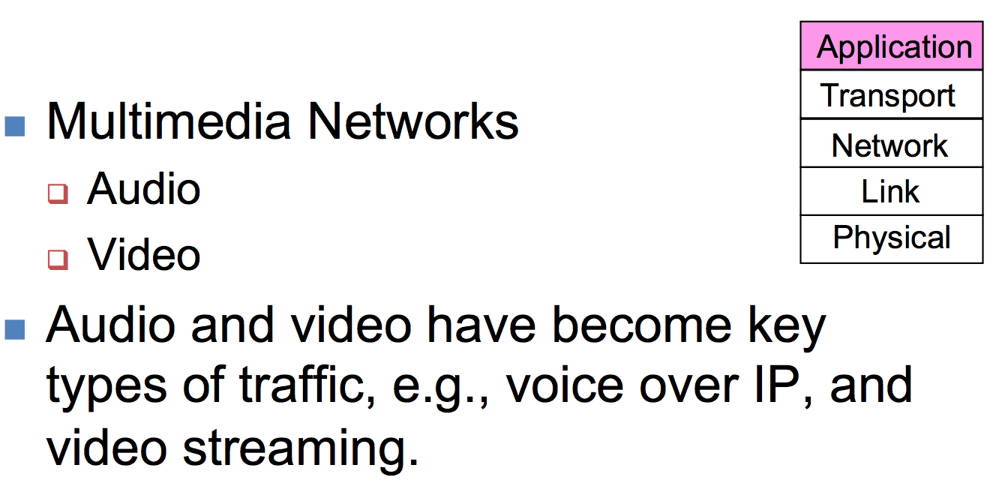 Multimedia Networks
Audio
Video
Audio and video have become key
types of traffic, e.g., voice over IP, and
video streaming.
Application
Transport
Network
Link
Physical